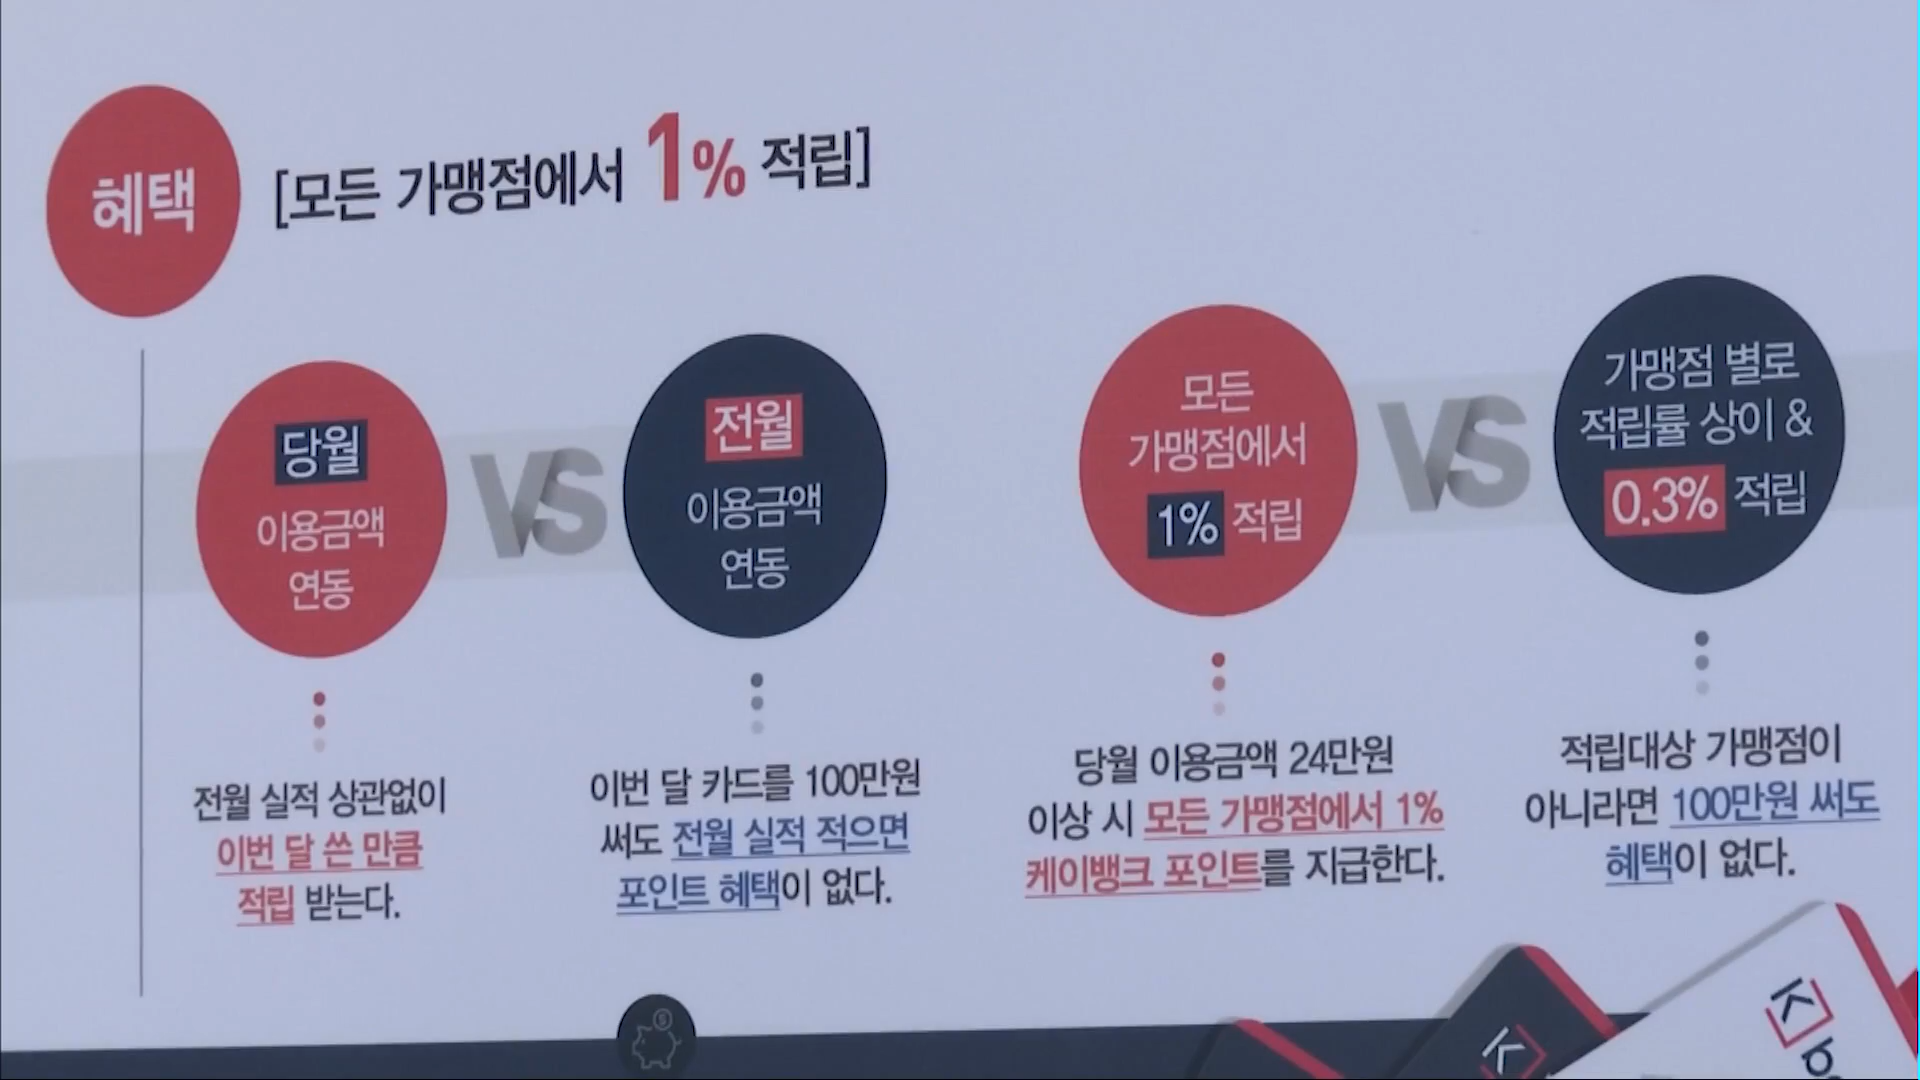 혜택
[모든 가맹점에서 1% 적립]
당월
이용금액
연동
VS
전월
이용금액
연동
모든
가맹점에서
1% 적립
VS
가맹점 별로
적립률 상이 &
0.3% 적립
전월 실적 상관없이
이번 달 쓴 만큼
적립 받는다.
이번 달 카드를 100만원
써도 전월 실적 적으면
포인트 혜택이 없다.
당월 이용금액 24만원
이상 시 모든 가맹점에서 1%
케이뱅크 포인트를 지급한다.
적립대상 가맹점이
아니라면 100만원 써도
혜택이 없다.
K
K